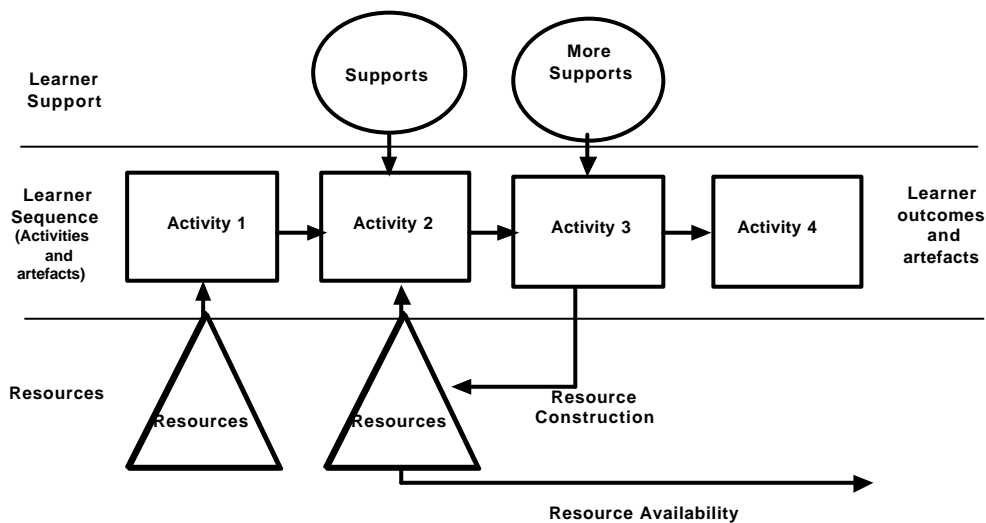 Learner
Support
Supports
More
Supports
Learner
Sequence
(Activities
and
artefacts)
Activity 1
Activity 2
Activity 3
Activity 4
Learner
outcomes
and
artefacts
Resources
Resources
Resources
Resource
Construction
Resource Availability